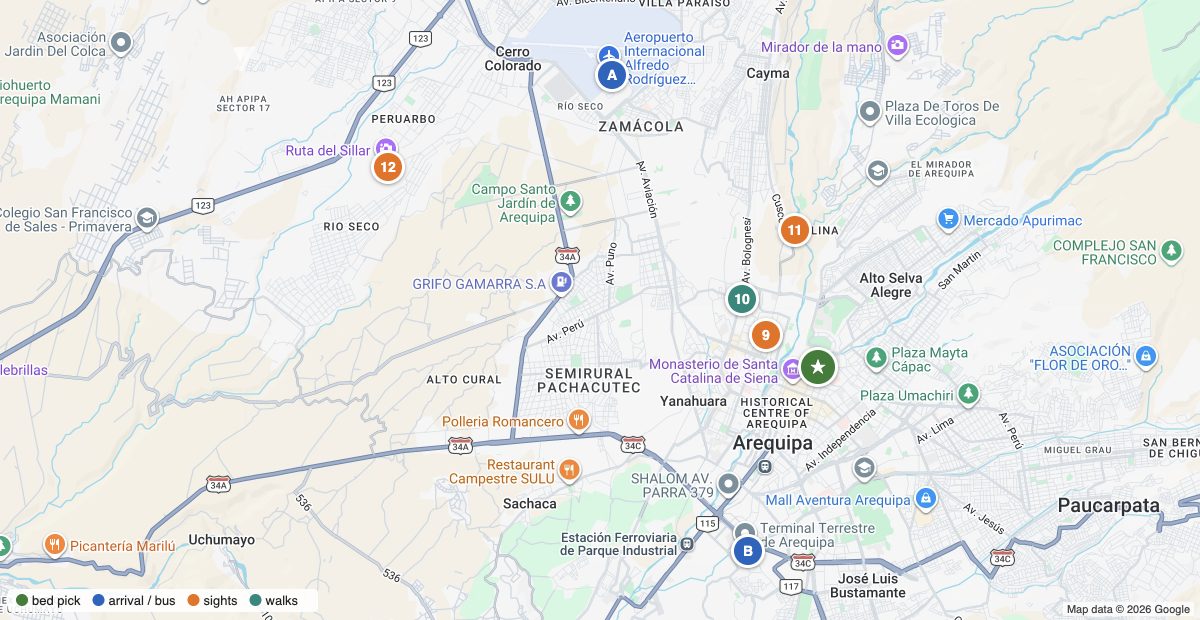 APIPA SECTOR 9
Av. Bicentenario
VILLA PARAISO
Asociación
Jardin Del Colca
123
Cerro
Colorado
Aeropuerto
Internacional
Alfredo
Rodríguez...
A
Mirador de la mano
Cayma
iohuerto
requipa Mamani
123
AH APIPA
SECTOR 17
RÍO SECO
PERUARBO
ZAMÁCOLA
Plaza De Toros De
Villa Ecologica
Ruta del Sillar
12
EL MIRADOR
DE AREQUIPA
Av. Aviación
Campo Santo
Jardín de
Arequipa
123
Colegio San Francisco
de Sales - Primavera
RIO SECO
Cusco
11
LINA
Mercado Apurimac
COMPLEJO SAN
FRANCISCO
34A
Av. Puno
Av. Bolognesi
San Martin
GRIFO GAMARRA S.A
Alto Selva
Alegre
10
Av. Perú
9
lebrillas
Monasterio de Santa
Catalina de Siena
Plaza Mayta
Cápac
ASOCIACIÓN
"FLOR DE ORO...
ALTO CURAL
SEMIRURAL
PACHACUTEC
Yanahuara
HISTORICAL
CENTRE OF
AREQUIPA
Plaza Umachiri
Polleria Romancero
Arequipa
Av. Independencia
Av. Lima
Av. Perú
34A
34C
MIGUEL GRAU
SAN BERN
DE CHIGU
Restaurant
Campestre SULU
SHALOM AV.
PARRA 379
34A
536
Sachaca
Mall Aventura Arequipa
Av. Jesús
Paucarpata
115
Picantería Marilú
Uchumayo
Estación Ferroviaria
de Parque Industrial
Terminal Terrestre
de Arequipa
B
34C
34C
536
117
José Luis
Bustamante
bed pick
arrival / bus
sights
walks
Map data © 2026 Google